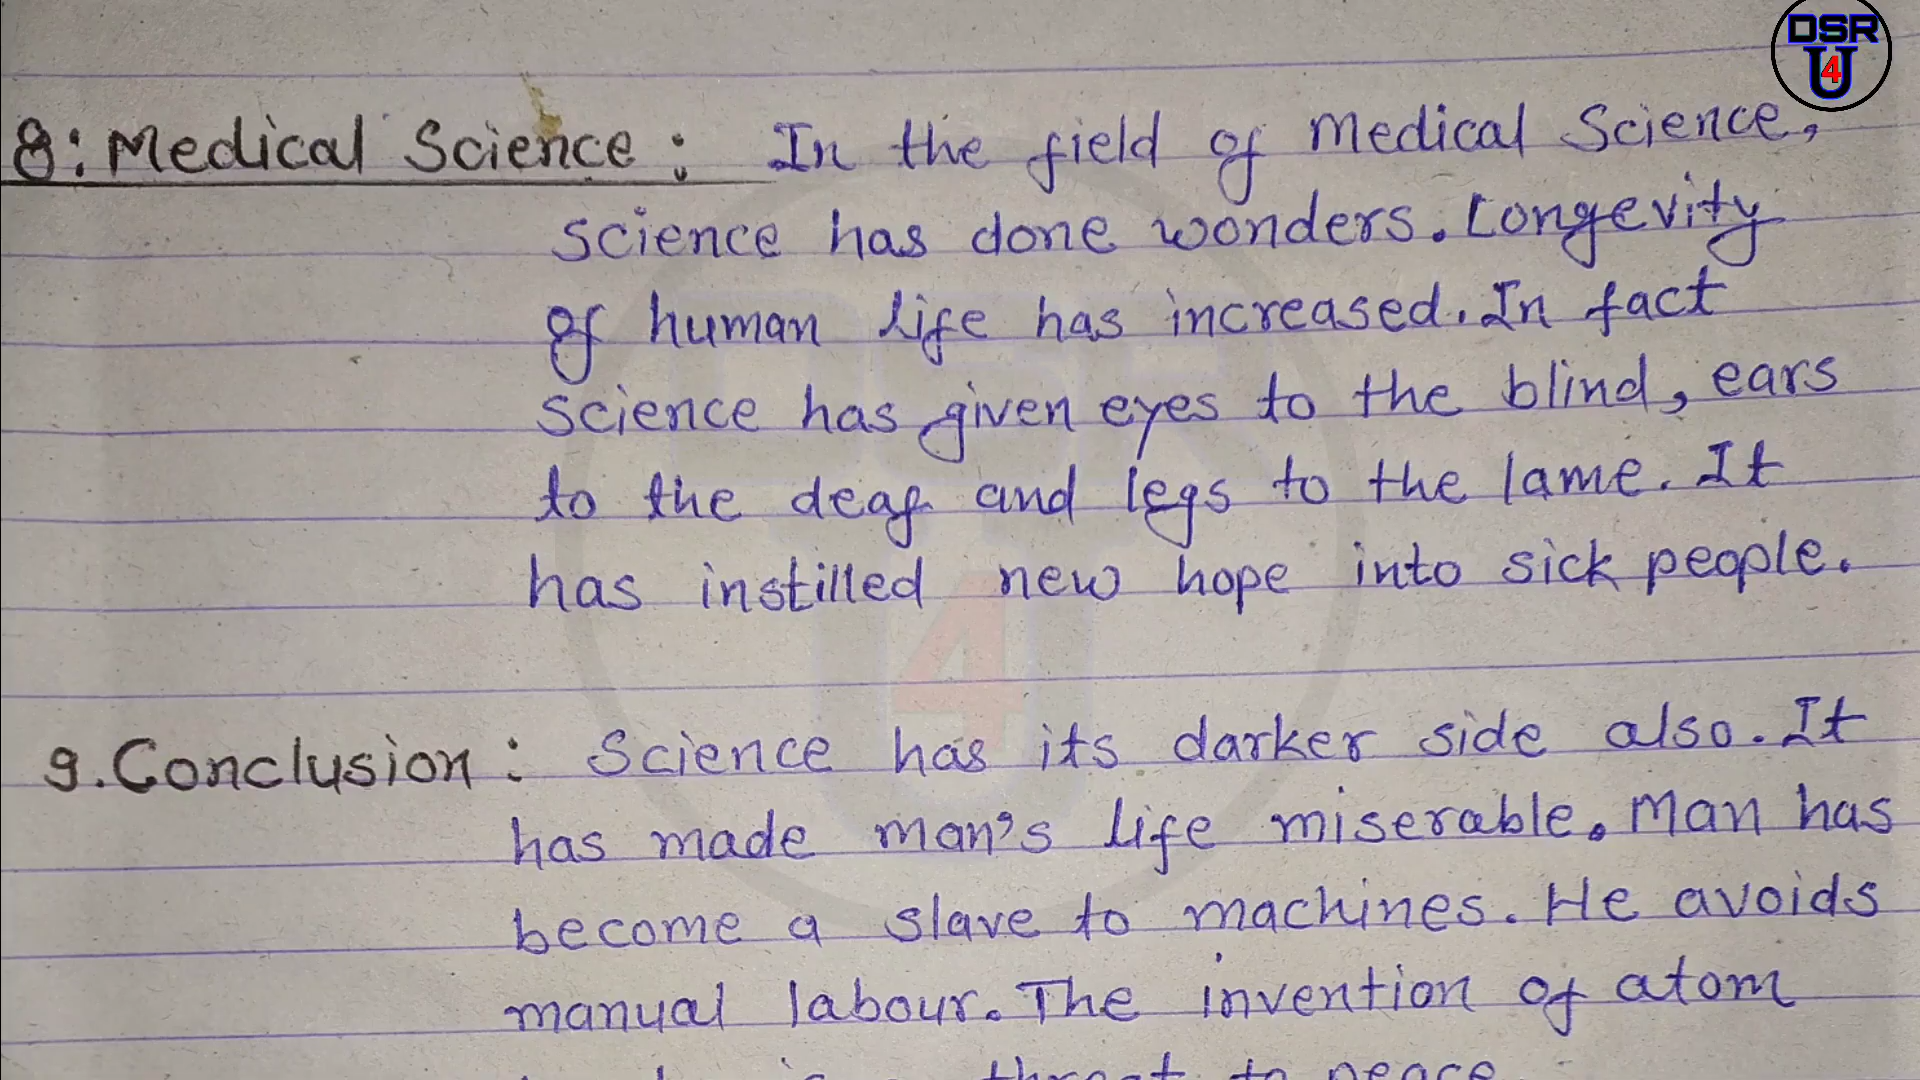 DSR
U
4
8: Medical Science : In the field of Medical Science,
science has done wonders. Longevity
of human life has increased. In fact
science has given eyes to the blind, ears
to the deaf and legs to the lame. It
has instilled new hope into sick people.
9. Conclusion : Science has its darker side also. It
has made man's life miserable. Man has
become a slave to machines. He avoids
manual labour. The invention of atom
threat to peace